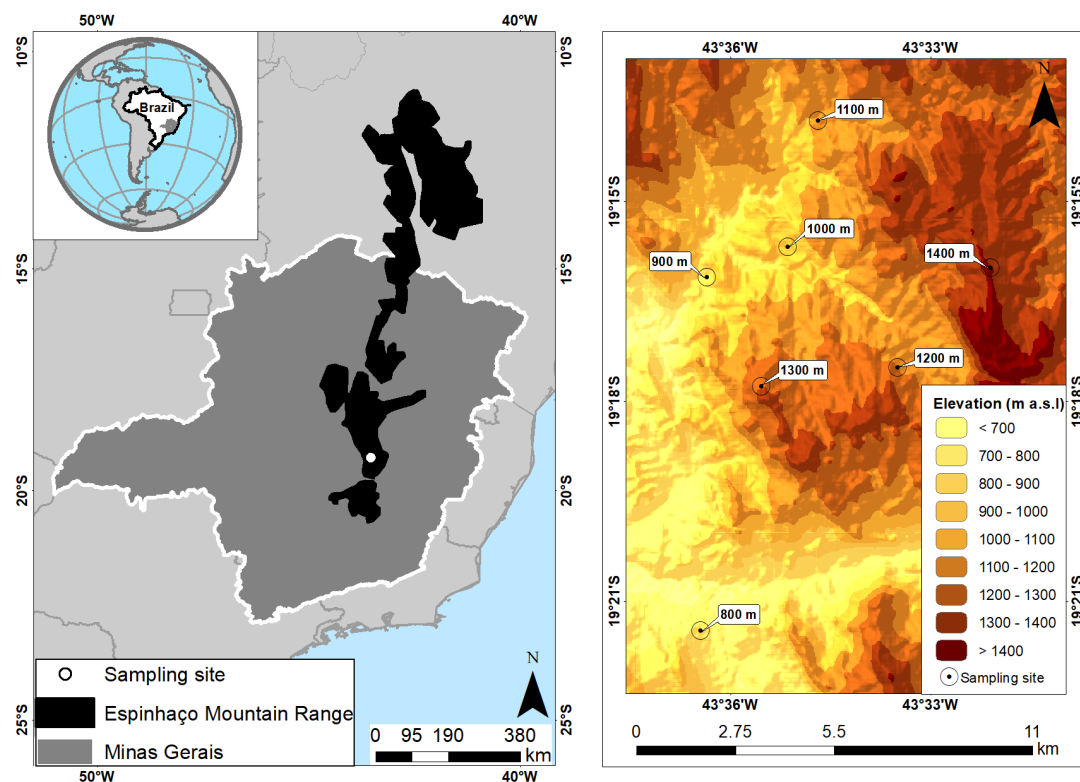 50°W
40°W
10°S
10°S
Brazil
15°S
15°S
20°S
20°S
25°S
25°S
Sampling site
Espinhaço Mountain Range
Minas Gerais
N
0 95 190 380
km
50°W
40°W
43°36'W
43°33'W
N
1100 m
19°15'S
19°15'S
1000 m
900 m
1400 m
1200 m
1300 m
19°18'S
19°18'S
Elevation (m a.s.l)
< 700
700 - 800
800 - 900
900 - 1000
1000 - 1100
1100 - 1200
1200 - 1300
1300 - 1400
> 1400
Sampling site
19°21'S
19°21'S
800 m
43°36'W
43°33'W
0 2.75 5.5 11
km